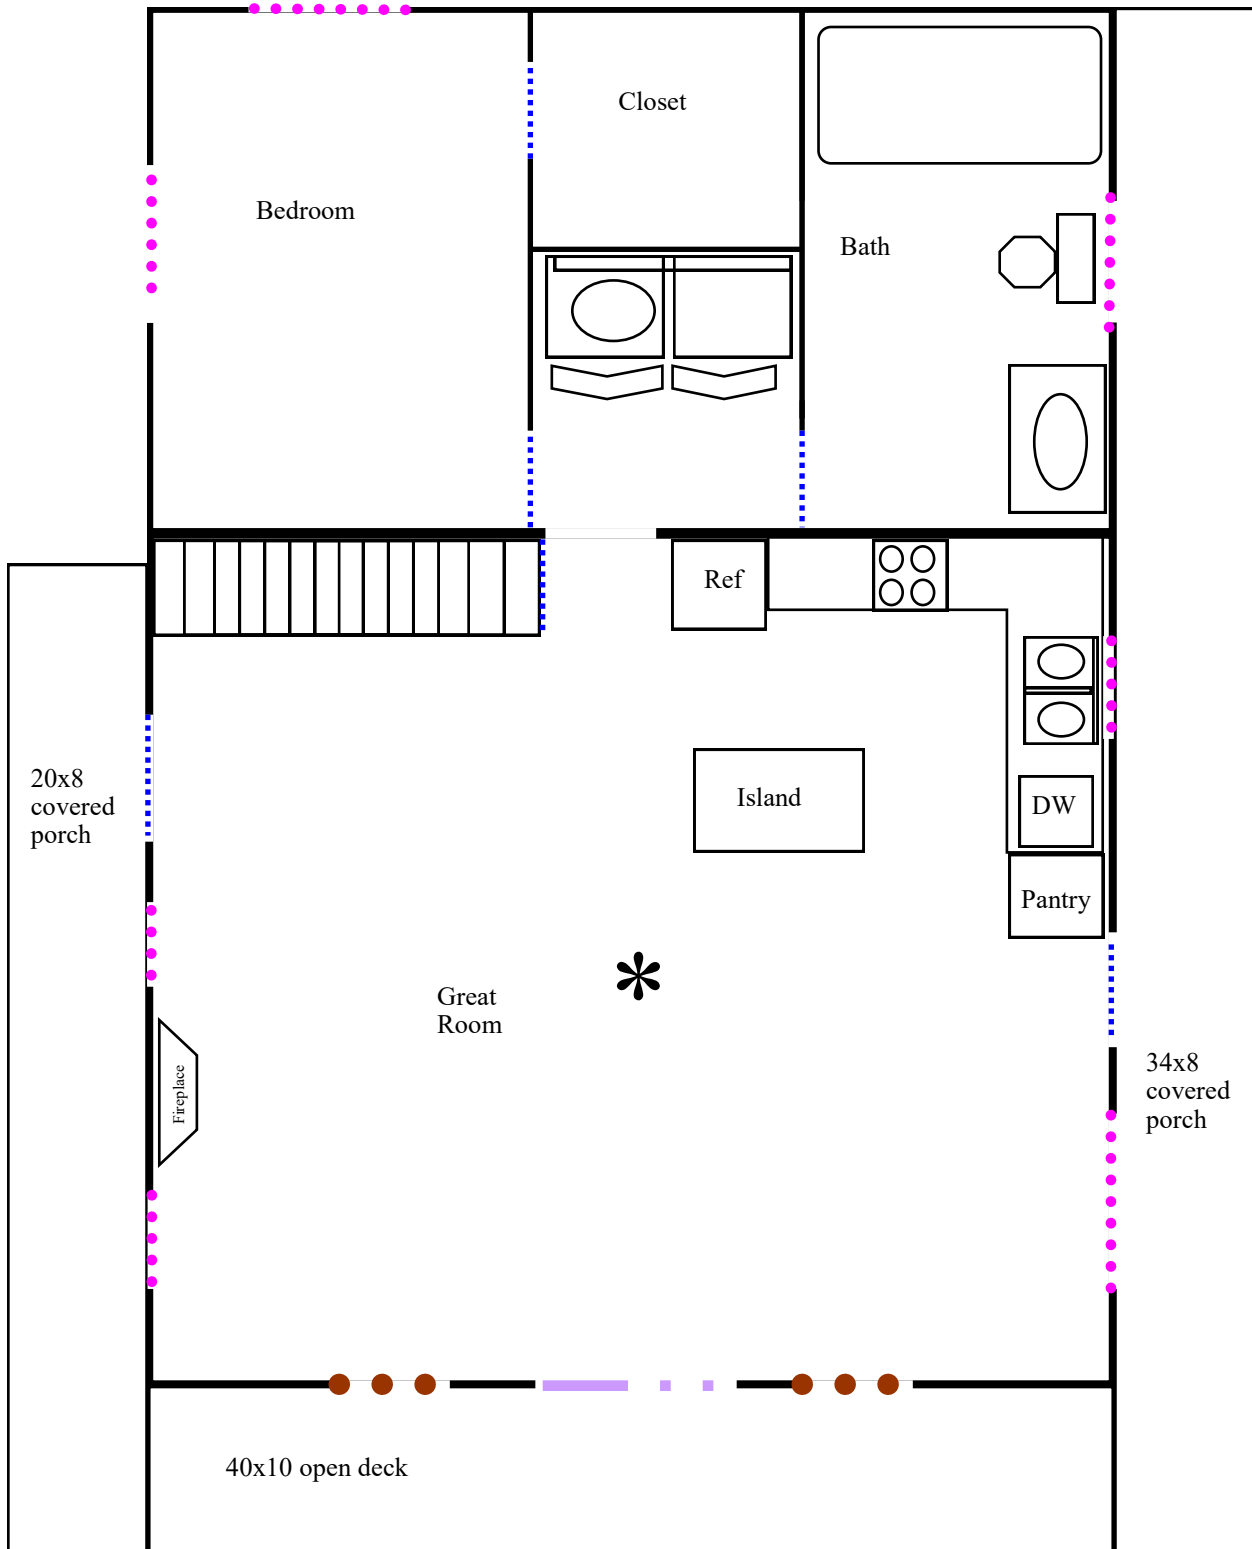 Closet
Bedroom
Bath
Ref
20x8
covered
porch
Island
DW
Pantry
Great
Room
Fireplace
34x8
covered
porch
40x10 open deck